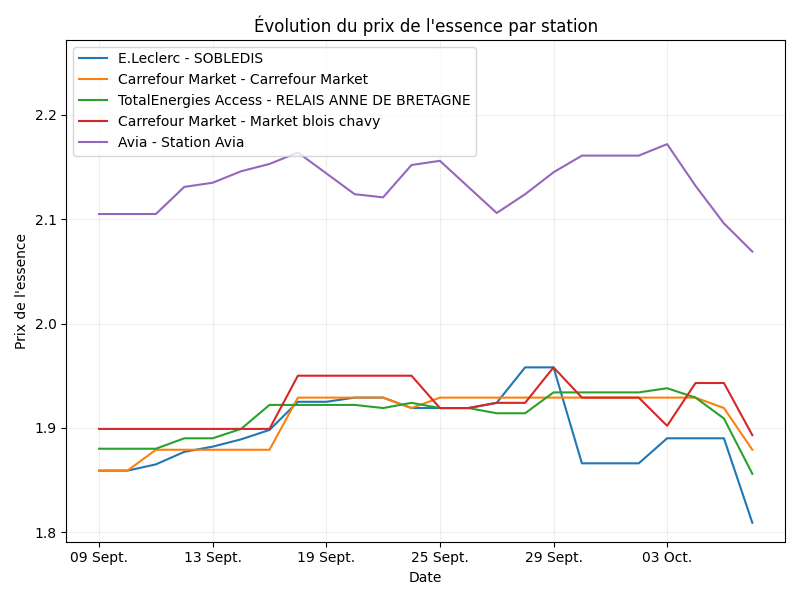 Évolution du prix de l'essence par station
E.Leclerc - SOBLEDIS
Carrefour Market - Carrefour Market
TotalEnergies Access - RELAIS ANNE DE BRETAGNE
Carrefour Market - Market blois chavy
Avia - Station Avia
Prix de l'essence
2.2
2.1
2.0
1.9
1.8
09 Sept.
13 Sept.
19 Sept.
25 Sept.
29 Sept.
03 Oct.
Date